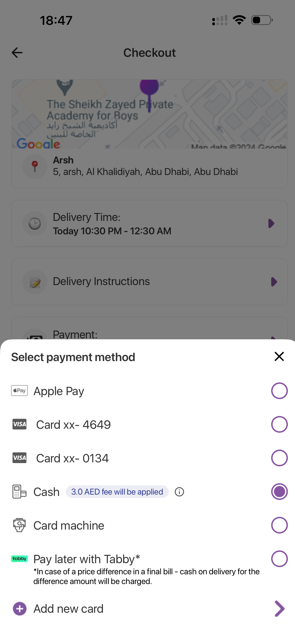 18:47
Checkout
The Sheikh Zayed Private
Academy for Boys
أكاديمية الشيخ زايد
الخاصة للبنين
Google
Map data ©2024 Google
Arsh
5, arsh, Al Khalidiyah, Abu Dhabi, Abu Dhabi
Delivery Time:
Today 10:30 PM - 12:30 AM
Delivery Instructions
Payment:
Select payment method
Pay
Apple Pay
VISA
Card xx- 4649
VISA
Card xx- 0134
Cash
3.0 AED fee will be applied
Card machine
tabby
Pay later with Tabby*
*In case of a price difference in a final bill - cash on delivery for the
difference amount will be charged.
Add new card